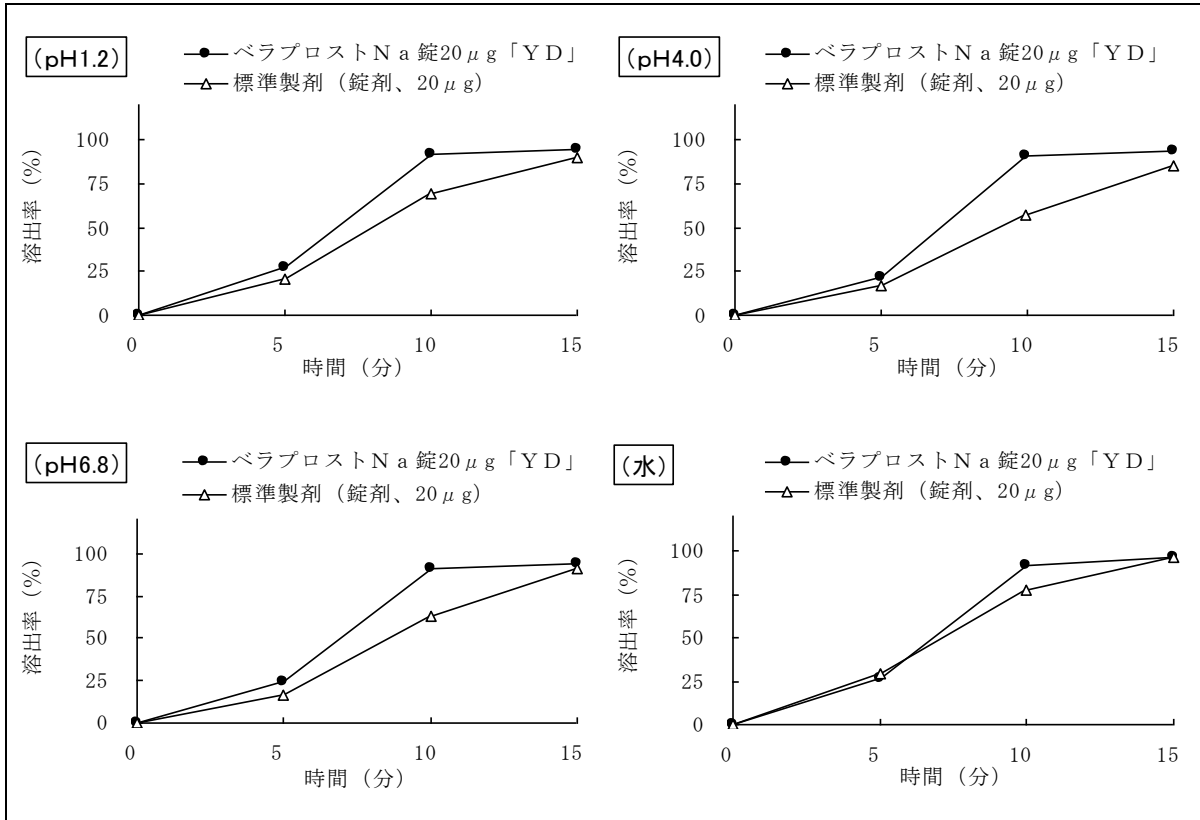 (pH1.2)
ベラプロストNa錠20μg「YD」
標準製剤(錠剤、20μg)
溶出率(%)
100
75
50
25
0
0 5 10 15
時間(分)
(pH4.0)
ベラプロストNa錠20μg「YD」
標準製剤(錠剤、20μg)
溶出率(%)
100
75
50
25
0
0 5 10 15
時間(分)
(pH6.8)
ベラプロストNa錠20μg「YD」
標準製剤(錠剤、20μg)
溶出率(%)
100
75
50
25
0
0 5 10 15
時間(分)
(水)
ベラプロストNa錠20μg「YD」
標準製剤(錠剤、20μg)
溶出率(%)
100
75
50
25
0
0 5 10 15
時間(分)